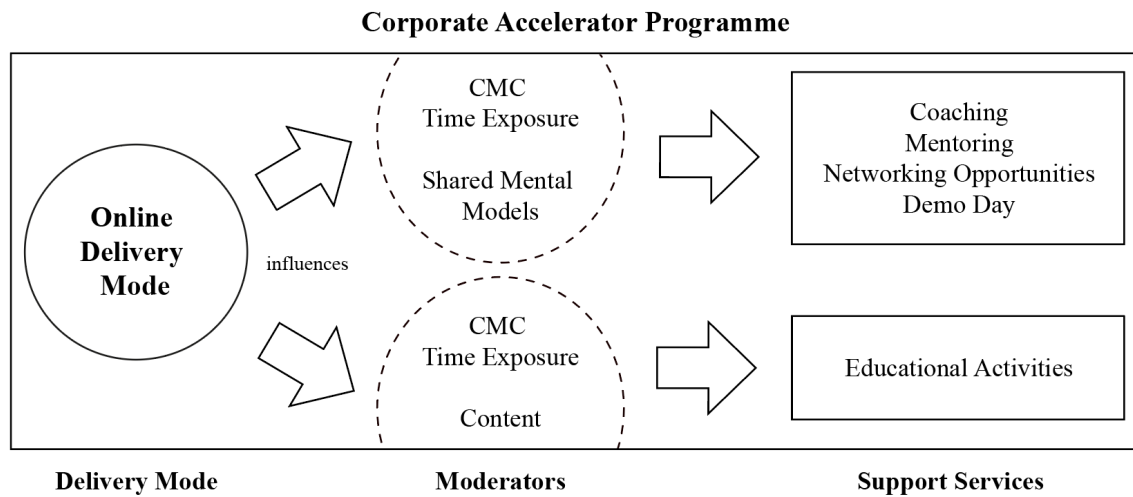 Corporate Accelerator Programme
Online
Delivery
Mode
influences
CMC
Time Exposure
Shared Mental
Models
CMC
Time Exposure
Content
Coaching
Mentoring
Networking Opportunities
Demo Day
Educational Activities
Delivery Mode
Moderators
Support Services